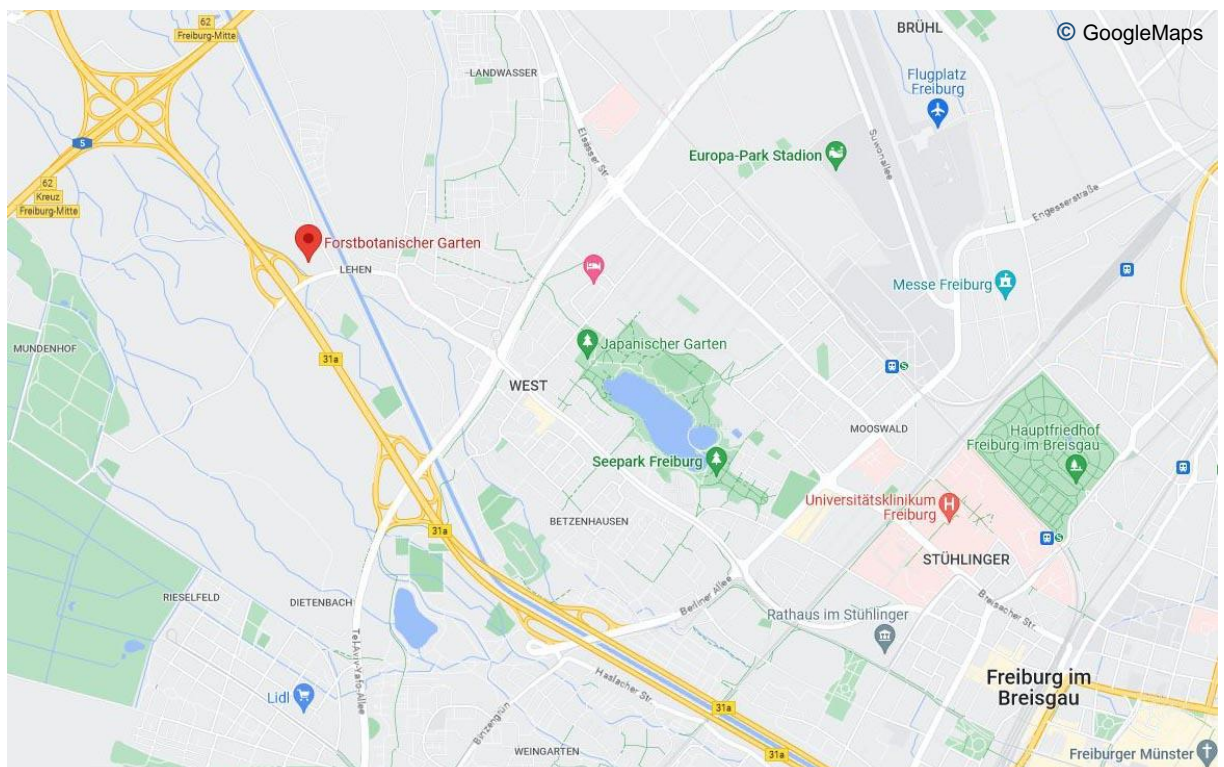 62
Freiburg-Mitte
BRÜHL
© GoogleMaps
LANDWASSER
Flugplatz
Freiburg
Elsässer Str.
5
Europa-Park Stadion
Suwonallee
62
Kreuz
Freiburg-Mitte
Engesserstraße
Forstbotanischer Garten
LEHEN
Messe Freiburg
MUNDENHOF
31a
Japanischer Garten
S
WEST
MOOSWALD
Hauptfriedhof
Freiburg im Breisgau
Seepark Freiburg
Universitätsklinikum
Freiburg
H
BETZENHAUSEN
31a
S
STÜHLINGER
RIESELFELD
DIETENBACH
Berliner Allee
Breisacher Str.
Rathaus im Stühlinger
Tel-Aviv-Yafo-Allee
Haslacher Str.
Lidl
Freiburg im
Breisgau
31a
Binzengrün
WEINGARTEN
31a
Freiburger Münster